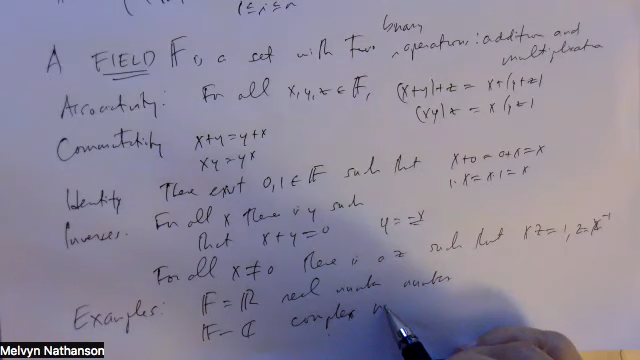 1 ≤ i ≤ n
binary
A FIELD 𝔽 is a set with two operations: addition and
multiplication
Associativity: For all x, y, z ∈ 𝔽, (x+y)+z = x+(y+z)
(xy)z = x(yz)
Commutativity x+y = y+x
xy = yx
Identity There exist 0, 1 ∈ 𝔽 such that x+0 = 0+x = x
1·x = x·1 = x
Inverses. For all x there is y such
that x+y=0 y = -x
For all x ≠ 0 there is a z such that xz = 1, z = x⁻¹
Examples: 𝔽 = ℝ real numbers
𝔽 = ℂ complex n
Melvyn Nathanson